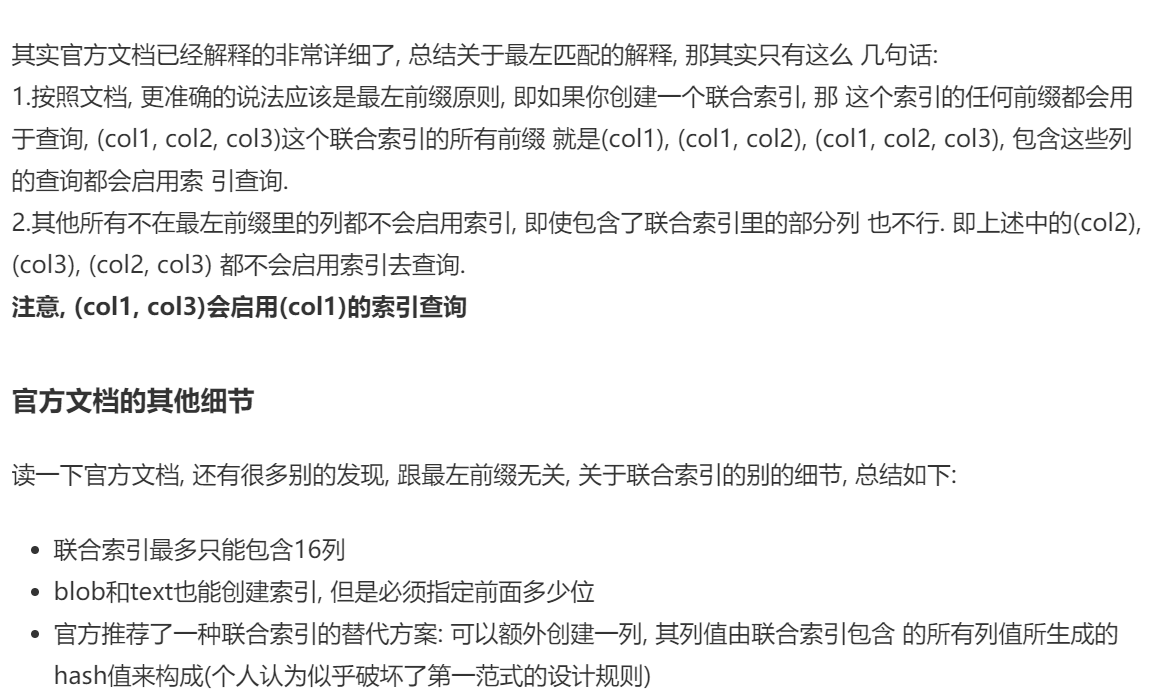 其实官方文档已经解释的非常详细了, 总结关于最左匹配的解释, 那其实只有这么 几句话:
1.按照文档, 更准确的说法应该是最左前缀原则, 即如果你创建一个联合索引, 那 这个索引的任何前缀都会用
于查询, (col1, col2, col3)这个联合索引的所有前缀 就是(col1), (col1, col2), (col1, col2, col3), 包含这些列
的查询都会启用索 引查询.
2.其他所有不在最左前缀里的列都不会启用索引, 即使包含了联合索引里的部分列 也不行. 即上述中的(col2),
(col3), (col2, col3) 都不会启用索引去查询.
注意, (col1, col3)会启用(col1)的索引查询
官方文档的其他细节
读一下官方文档, 还有很多别的发现, 跟最左前缀无关, 关于联合索引的别的细节, 总结如下:
• 联合索引最多只能包含16列
• blob和text也能创建索引, 但是必须指定前面多少位
• 官方推荐了一种联合索引的替代方案: 可以额外创建一列, 其列值由联合索引包含 的所有列值所生成的
hash值来构成(个人认为似乎破坏了第一范式的设计规则)